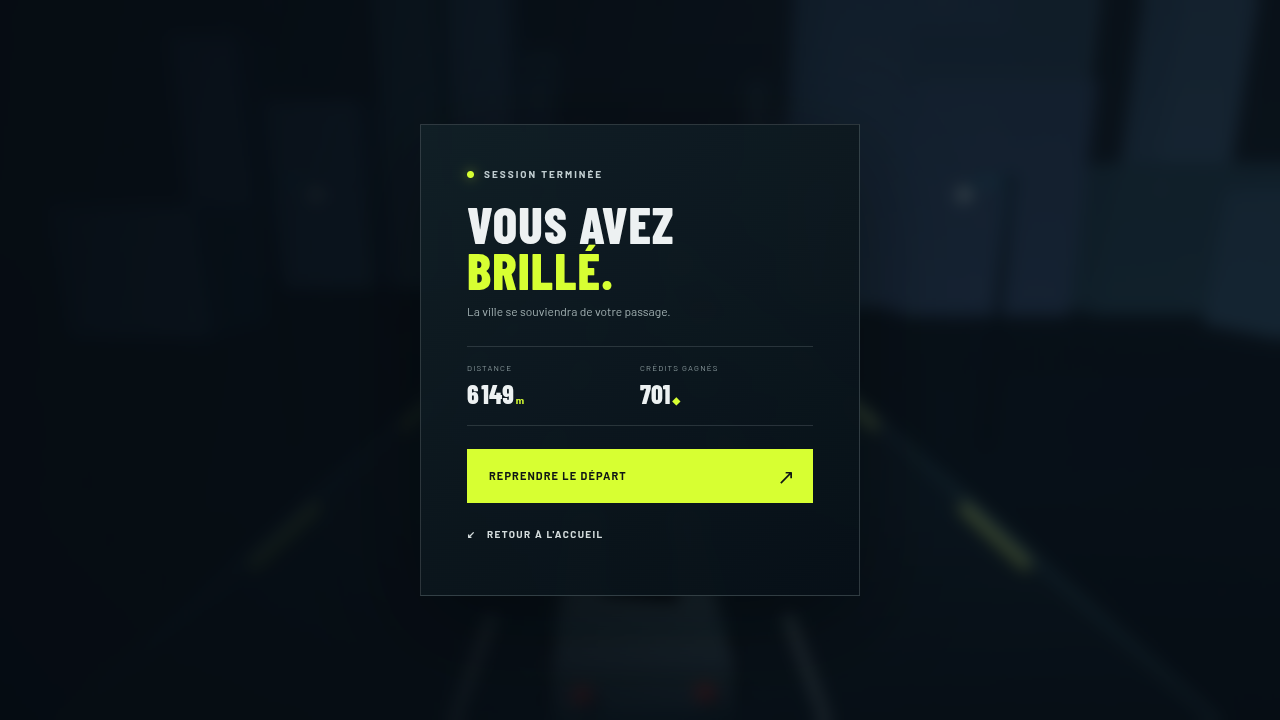 SESSION TERMINÉE
VOUS AVEZ
BRILLÉ.
La ville se souviendra de votre passage.
DISTANCE
6 149 m
CRÉDITS GAGNÉS
701 ◆
REPRENDRE LE DÉPART ↗
↙ RETOUR À L'ACCUEIL